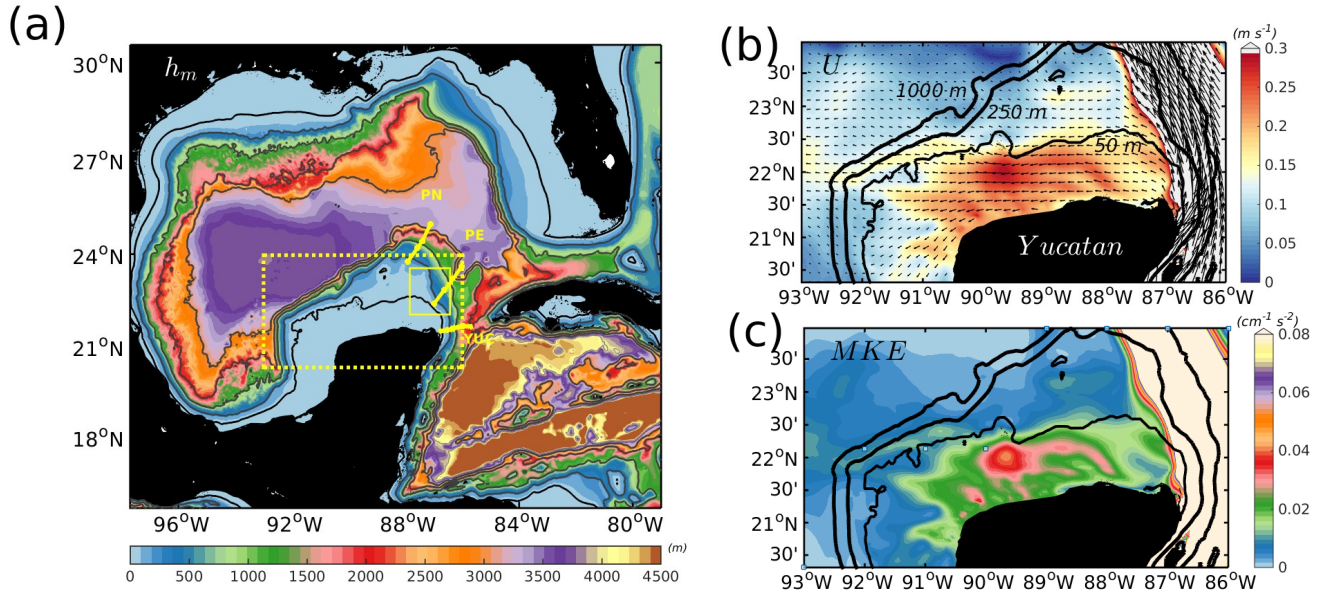 (a)
h_m
30°N
27°N
24°N
21°N
18°N
PN
PE
YUC
96°W 92°W 88°W 84°W 80°W
0 500 1000 1500 2000 2500 3000 3500 4000 4500
(m)
(b)
(m s⁻¹)
U
1000 m
250 m
50 m
Yucatan
30'
23°N
30'
22°N
30'
21°N
30'
93°W 92°W 91°W 90°W 89°W 88°W 87°W 86°W
0.3
0.25
0.2
0.15
0.1
0.05
0
(c)
(cm⁻¹ s⁻²)
MKE
30'
23°N
30'
22°N
30'
21°N
30'
93°W 92°W 91°W 90°W 89°W 88°W 87°W 86°W
0.08
0.06
0.04
0.02
0